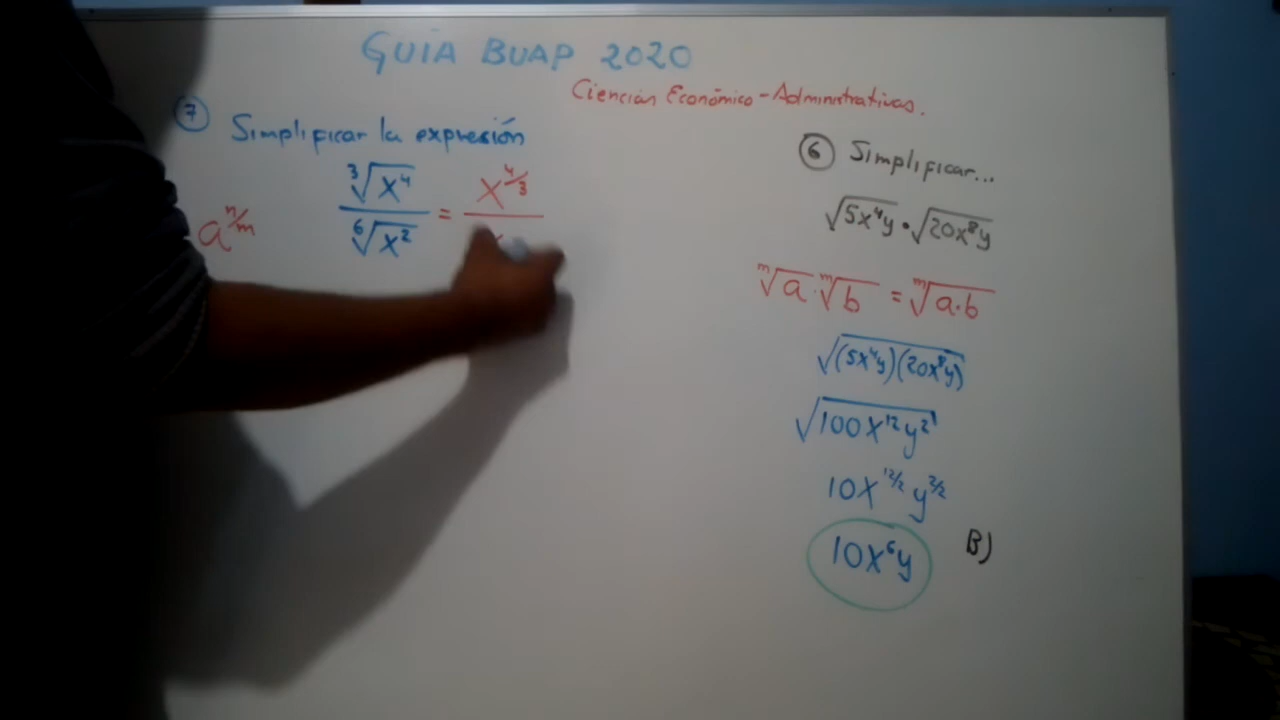 GUIA BUAP 2020
Ciencias Económico-Administrativas.
7 Simplificar la expresión
∛x⁴ / ⁶√x² = x^4/3
a^n/m
6 Simplificar...
√5x⁴y · √20x⁸y
ᵐ√a · ᵐ√b = ᵐ√a·b
√(5x⁴y)(20x⁸y)
√100x¹²y²
10x^12/2 y^2/2
10x⁶y B)